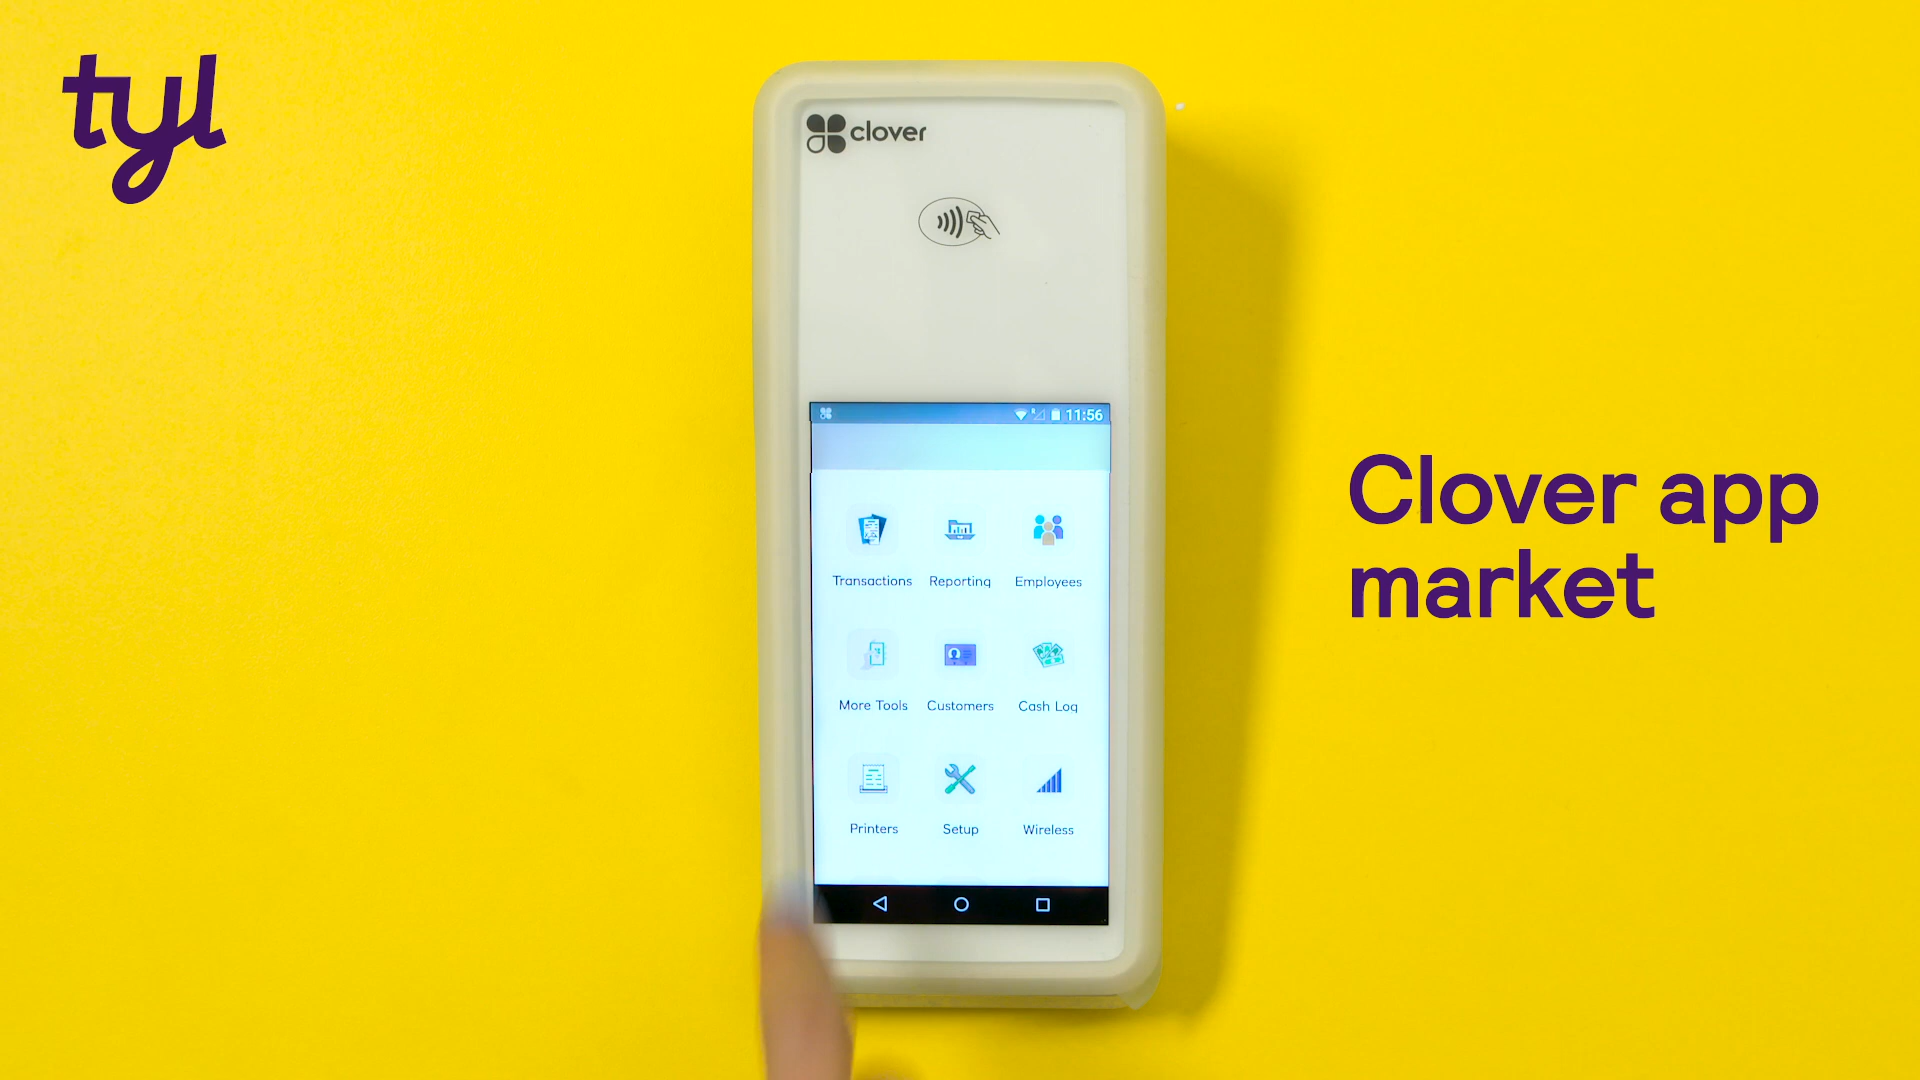 tyl
clover
11:56
Transactions Reporting Employees
More Tools Customers Cash Log
Printers Setup Wireless
Clover app
market